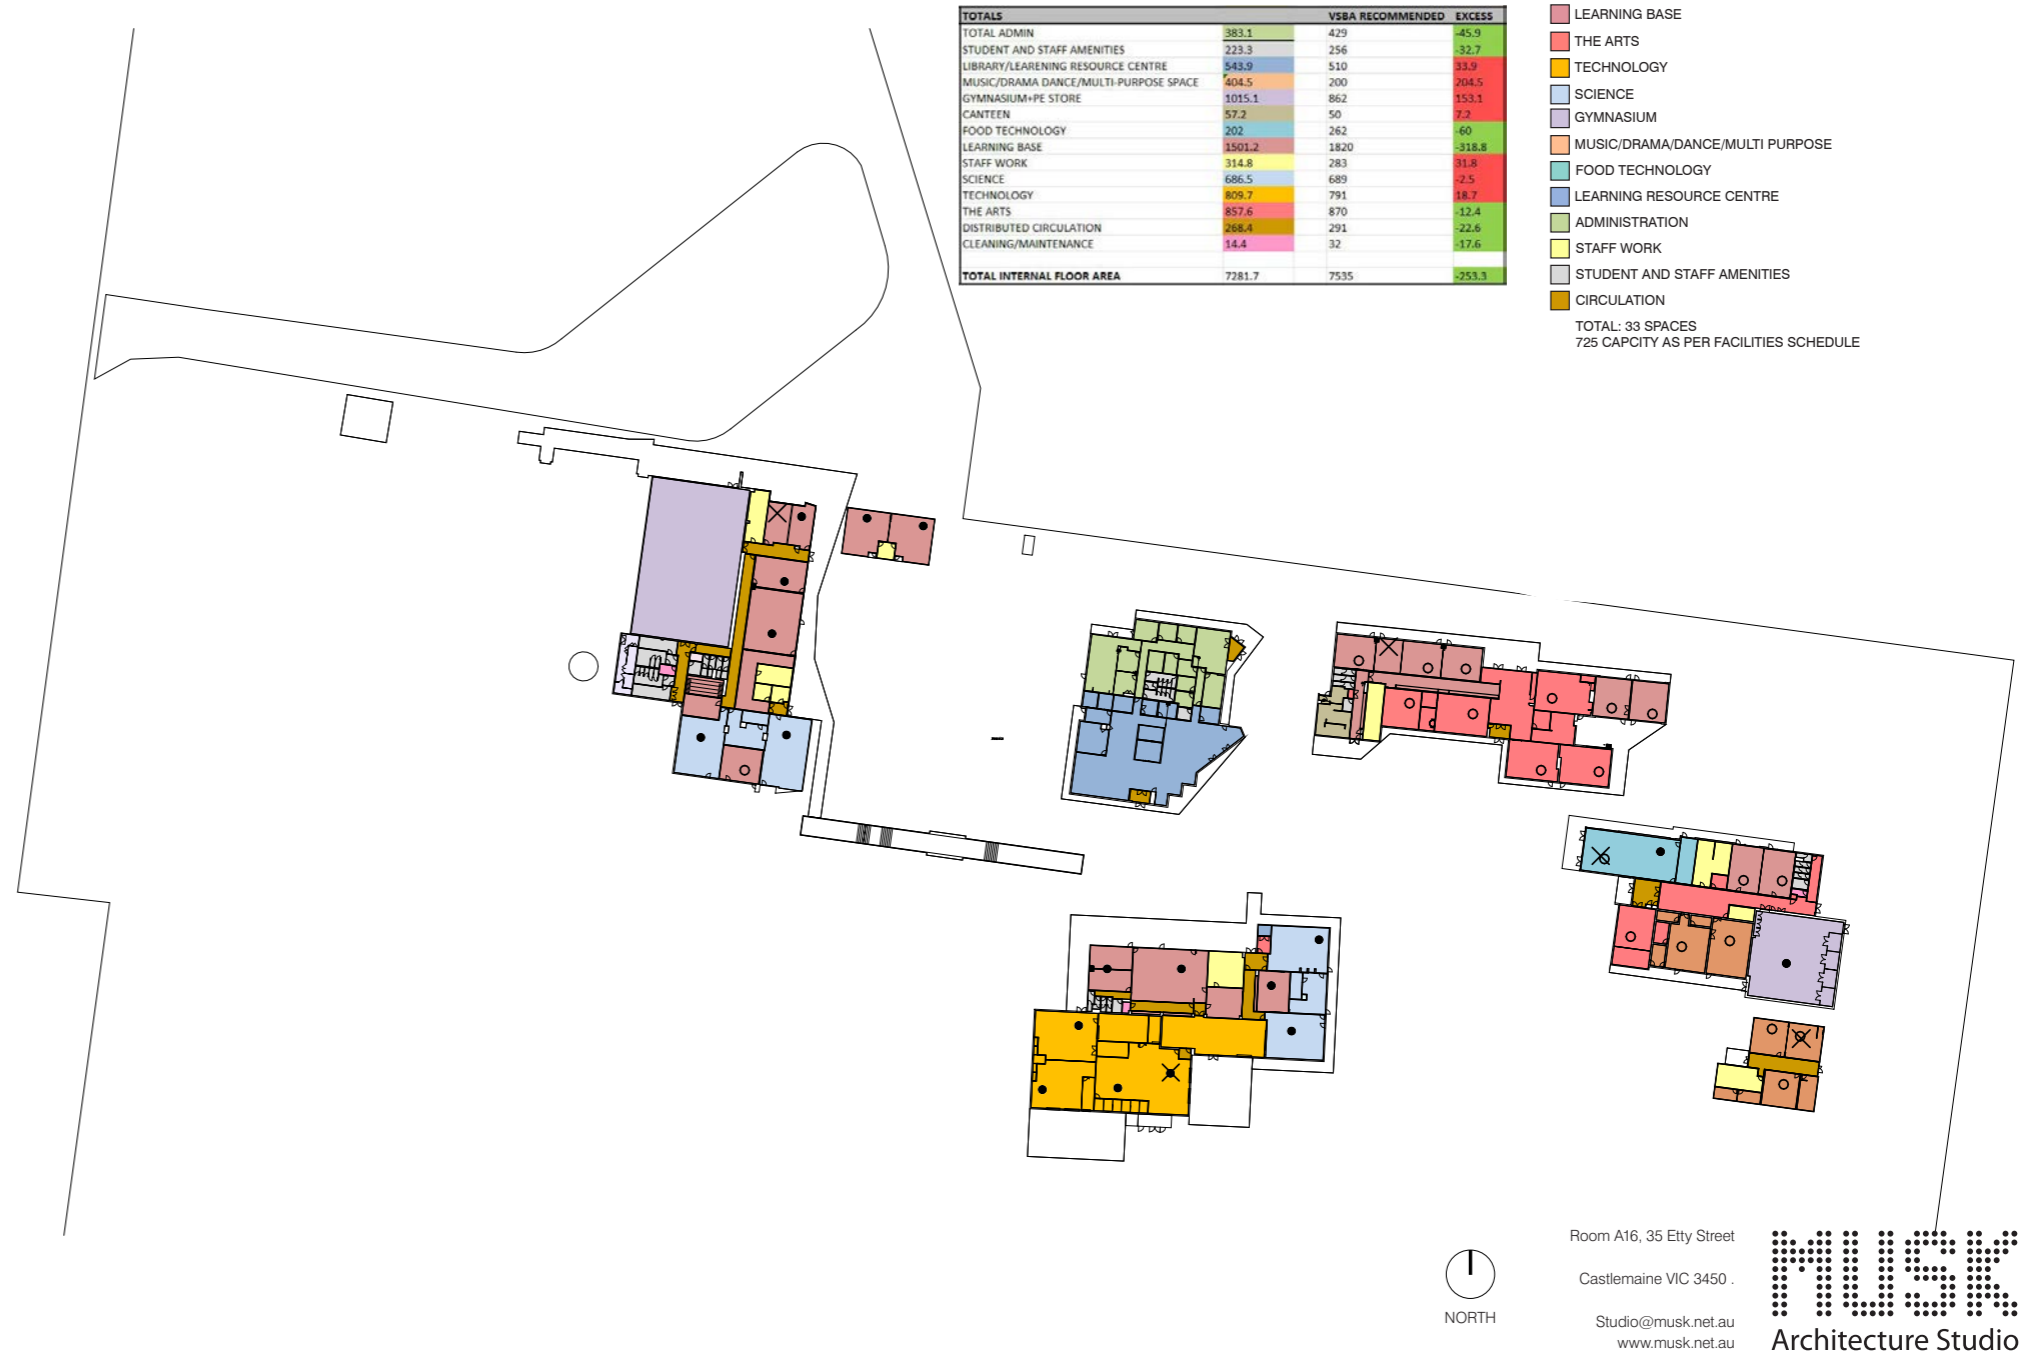 TOTALS VSBA RECOMMENDED EXCESS
TOTAL ADMIN 383.1 429 -45.9
STUDENT AND STAFF AMENITIES 223.3 256 -32.7
LIBRARY/LEARENING RESOURCE CENTRE 543.9 510 33.9
MUSIC/DRAMA DANCE/MULTI-PURPOSE SPACE 404.5 200 204.5
GYMNASIUM+PE STORE 1015.1 862 153.1
CANTEEN 57.2 50 7.2
FOOD TECHNOLOGY 202 262 -60
LEARNING BASE 1501.2 1820 -318.8
STAFF WORK 314.8 283 31.8
SCIENCE 686.5 689 -2.5
TECHNOLOGY 809.7 791 18.7
THE ARTS 857.6 870 -12.4
DISTRIBUTED CIRCULATION 268.4 291 -22.6
CLEANING/MAINTENANCE 14.4 32 -17.6
TOTAL INTERNAL FLOOR AREA 7281.7 7535 -253.3
LEARNING BASE
THE ARTS
TECHNOLOGY
SCIENCE
GYMNASIUM
MUSIC/DRAMA/DANCE/MULTI PURPOSE
FOOD TECHNOLOGY
LEARNING RESOURCE CENTRE
ADMINISTRATION
STAFF WORK
STUDENT AND STAFF AMENITIES
CIRCULATION
TOTAL: 33 SPACES
725 CAPCITY AS PER FACILITIES SCHEDULE
NORTH
Room A16, 35 Etty Street
Castlemaine VIC 3450 .
Studio@musk.net.au
www.musk.net.au
MUSK
Architecture Studio